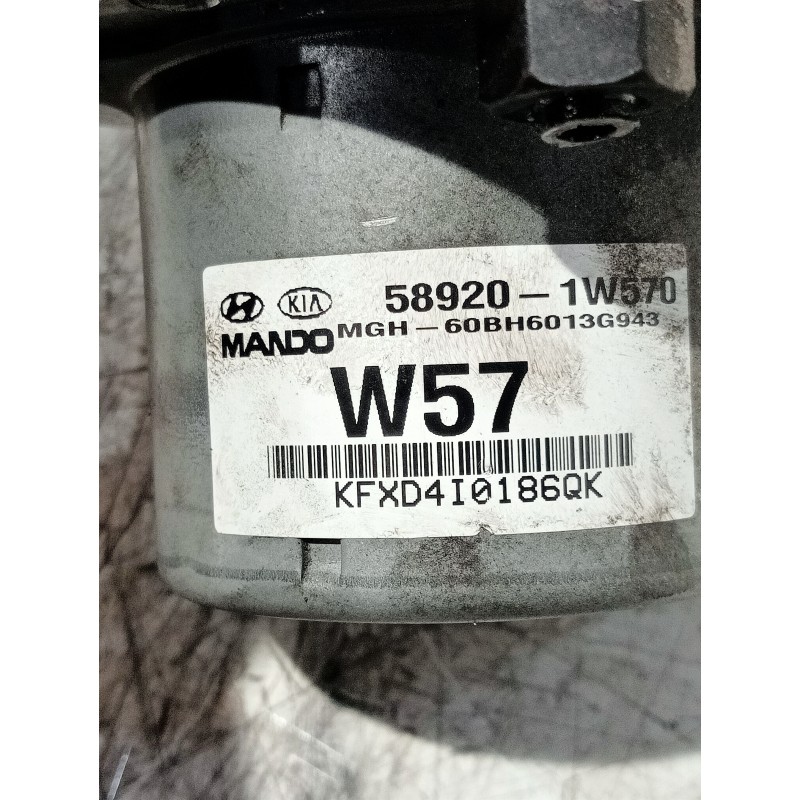 KIA 58920-1W570
MANDO MGH-60BH6013G943
W57
KFXD4I0186QK